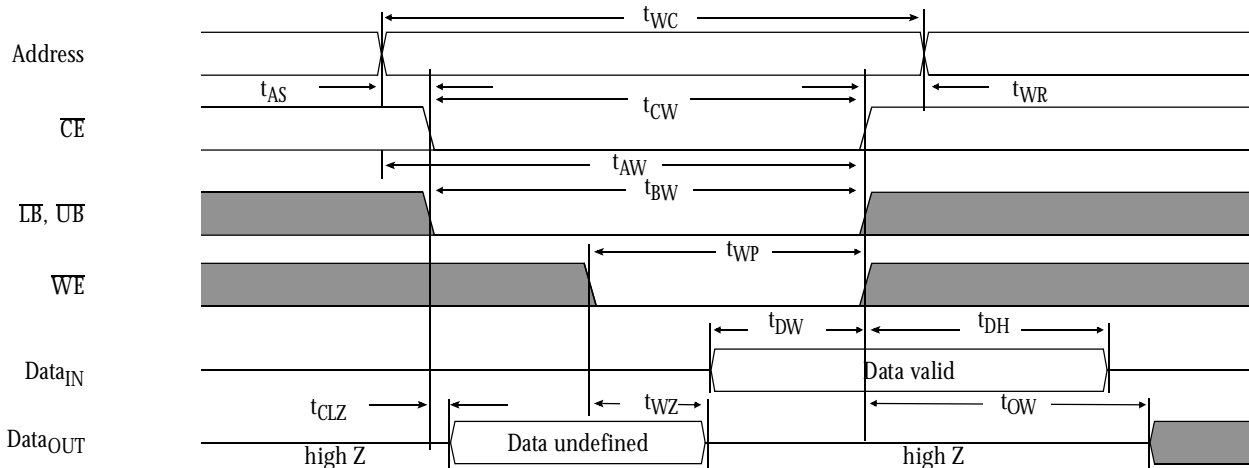 tWC
Address
tAS
tCW
tWR
CE
tAW
tBW
LB, UB
tWP
WE
tDW
tDH
DataIN
Data valid
tCLZ
tWZ
tOW
DataOUT
Data undefined
high Z
high Z